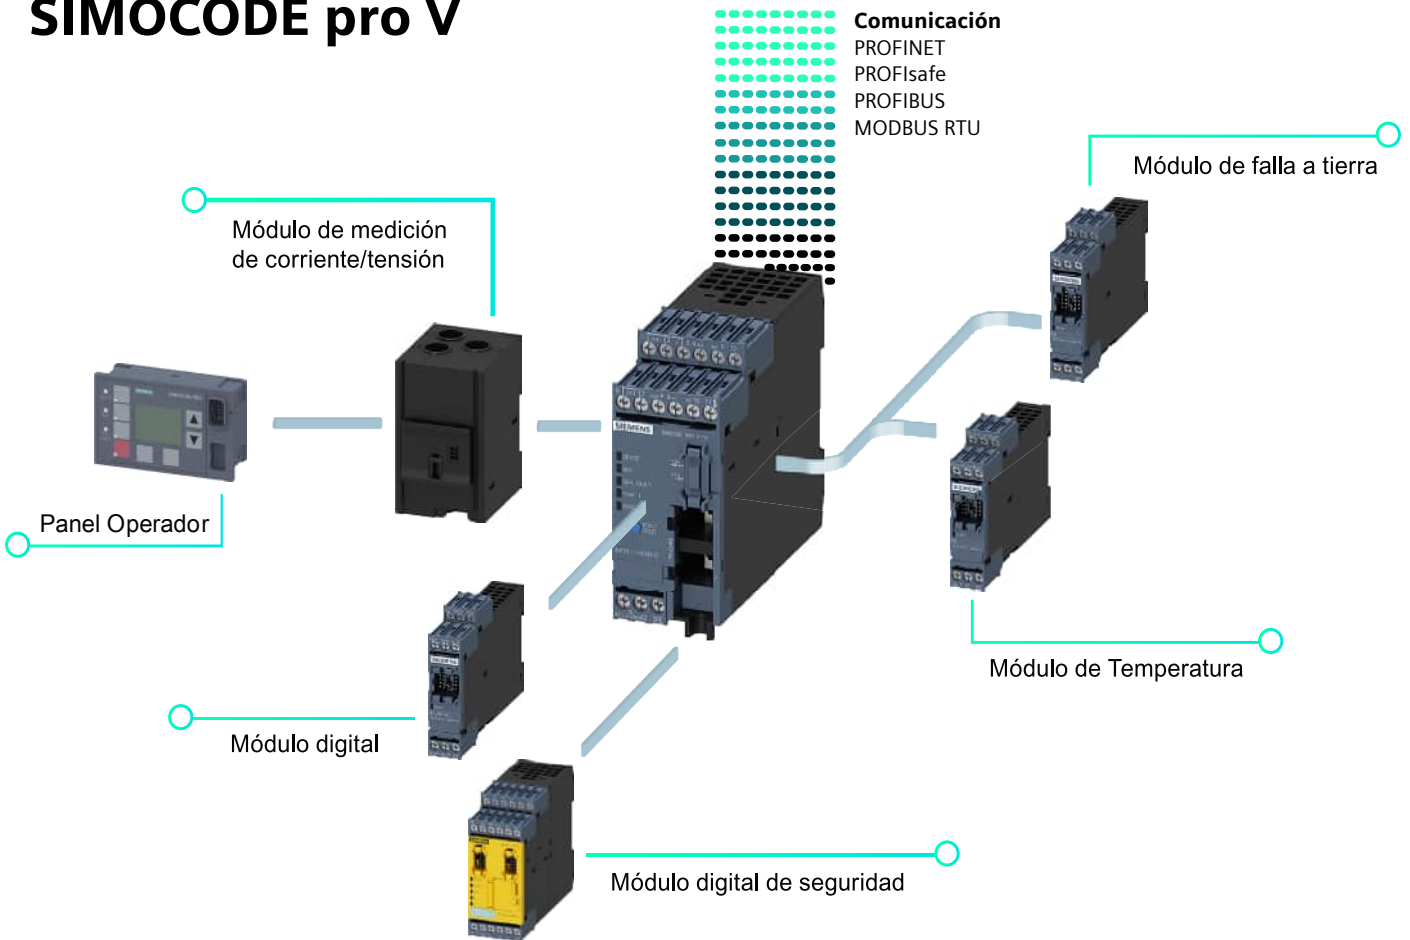 SIMOCODE pro V
Comunicación
PROFINET
PROFIsafe
PROFIBUS
MODBUS RTU
Módulo de falla a tierra
Módulo de medición
de corriente/tensión
SIEMENS
Panel Operador
Módulo de Temperatura
Módulo digital
Módulo digital de seguridad